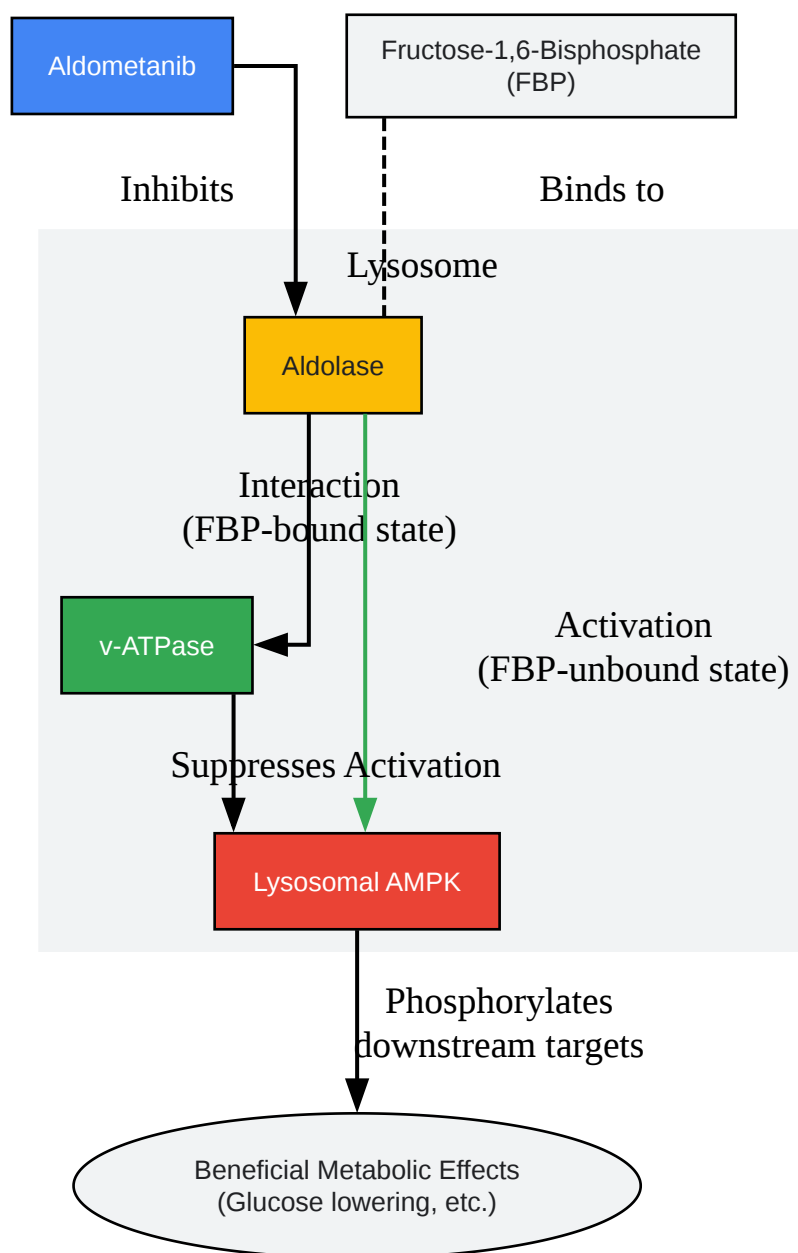 Aldometanib
Fructose-1,6-Bisphosphate
(FBP)
Inhibits
Binds to
Lysosome
Aldolase
Interaction
(FBP-bound state)
v-ATPase
Activation
(FBP-unbound state)
Suppresses Activation
Lysosomal AMPK
Phosphorylates
downstream targets
Beneficial Metabolic Effects
(Glucose lowering, etc.)